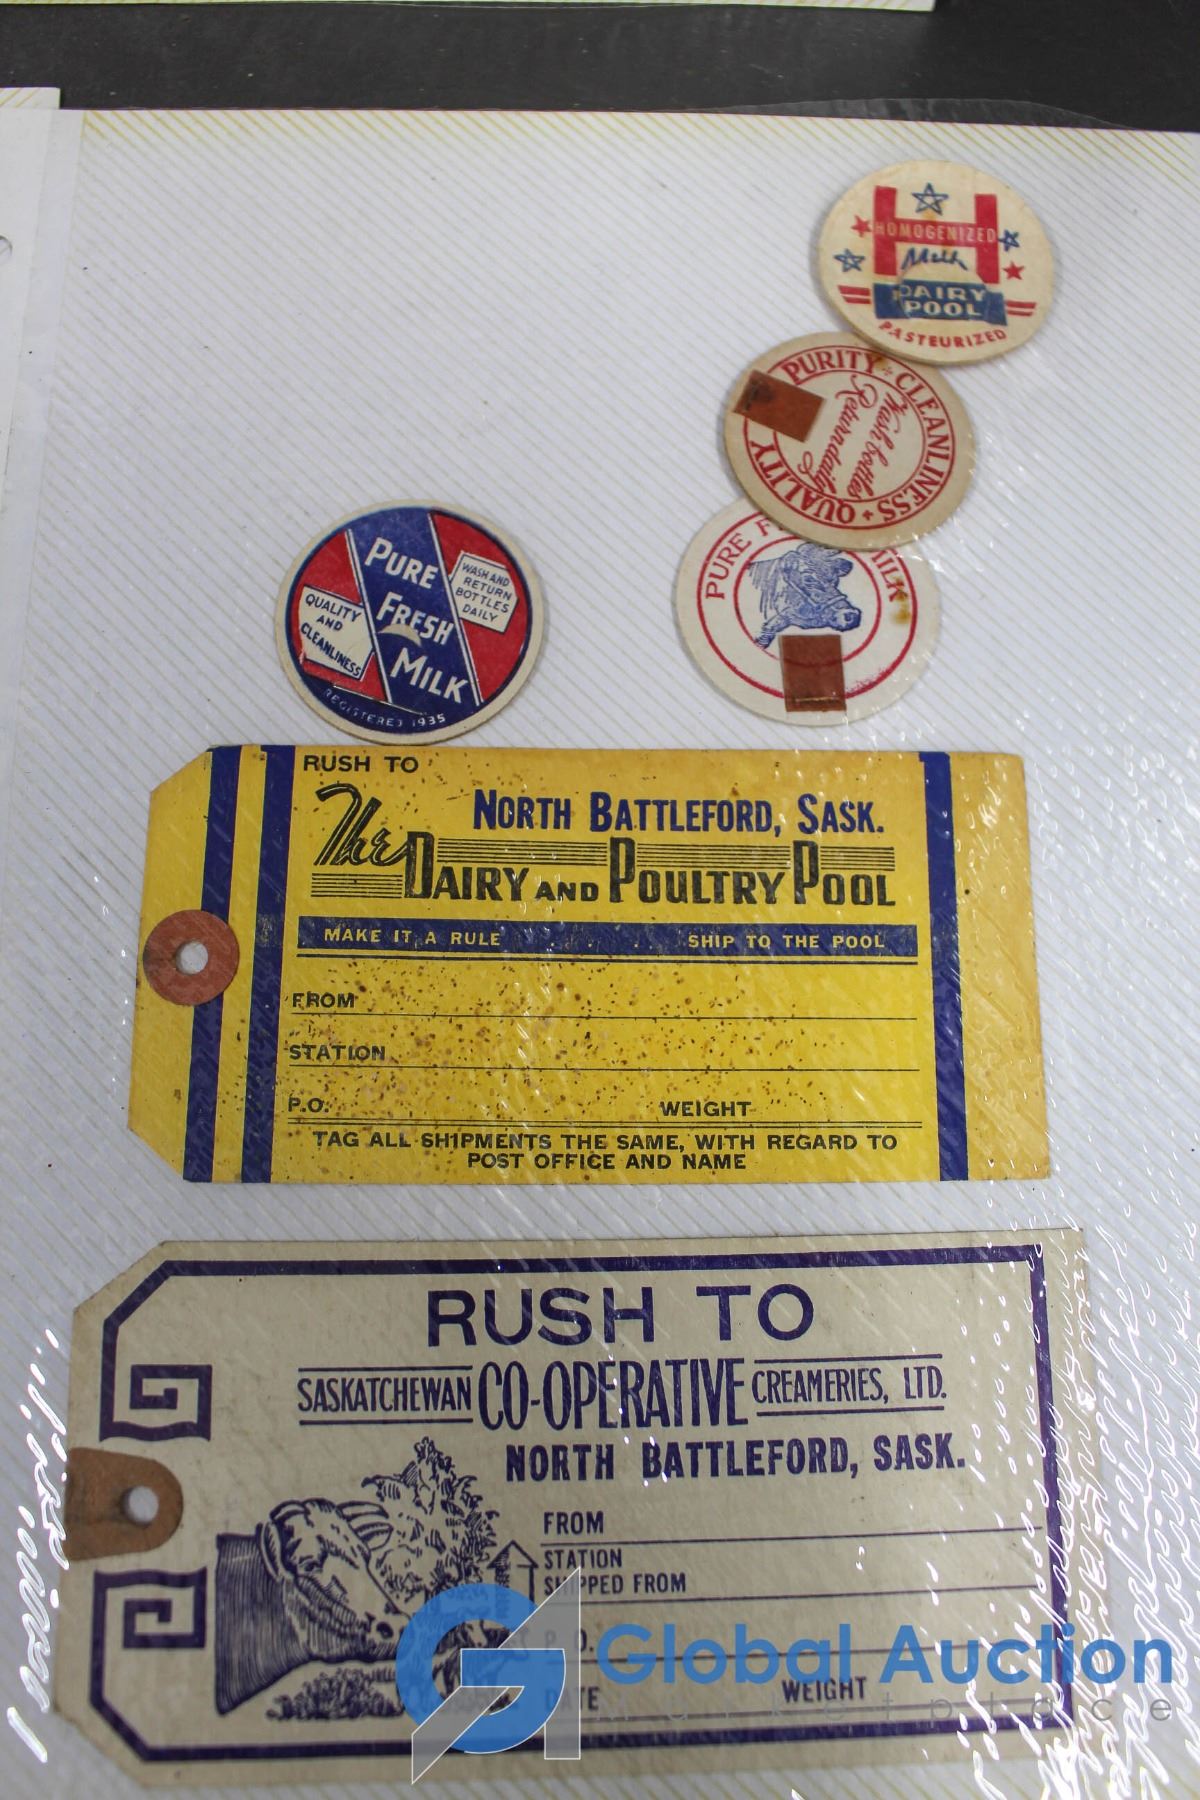 HOMOGENIZED
Milk
DAIRY
POOL
PASTEURIZED
PURITY + CLEANLINESS + QUALITY
Wash bottles
Return daily
PURE F
MILK
PURE
FRESH
MILK
WASH AND
RETURN
BOTTLES
DAILY
QUALITY
AND
CLEANLINESS
REGISTERED 1935
RUSH TO
NORTH BATTLEFORD, SASK.
The DAIRY AND POULTRY POOL
MAKE IT A RULE . . . . SHIP TO THE POOL
FROM
STATION
P.O. WEIGHT
TAG ALL SHIPMENTS THE SAME, WITH REGARD TO
POST OFFICE AND NAME
RUSH TO
SASKATCHEWAN CO-OPERATIVE CREAMERIES, LTD.
NORTH BATTLEFORD, SASK.
FROM
STATION
SHIPPED FROM
P.O.
DATE WEIGHT
Global Auction
Marketplace